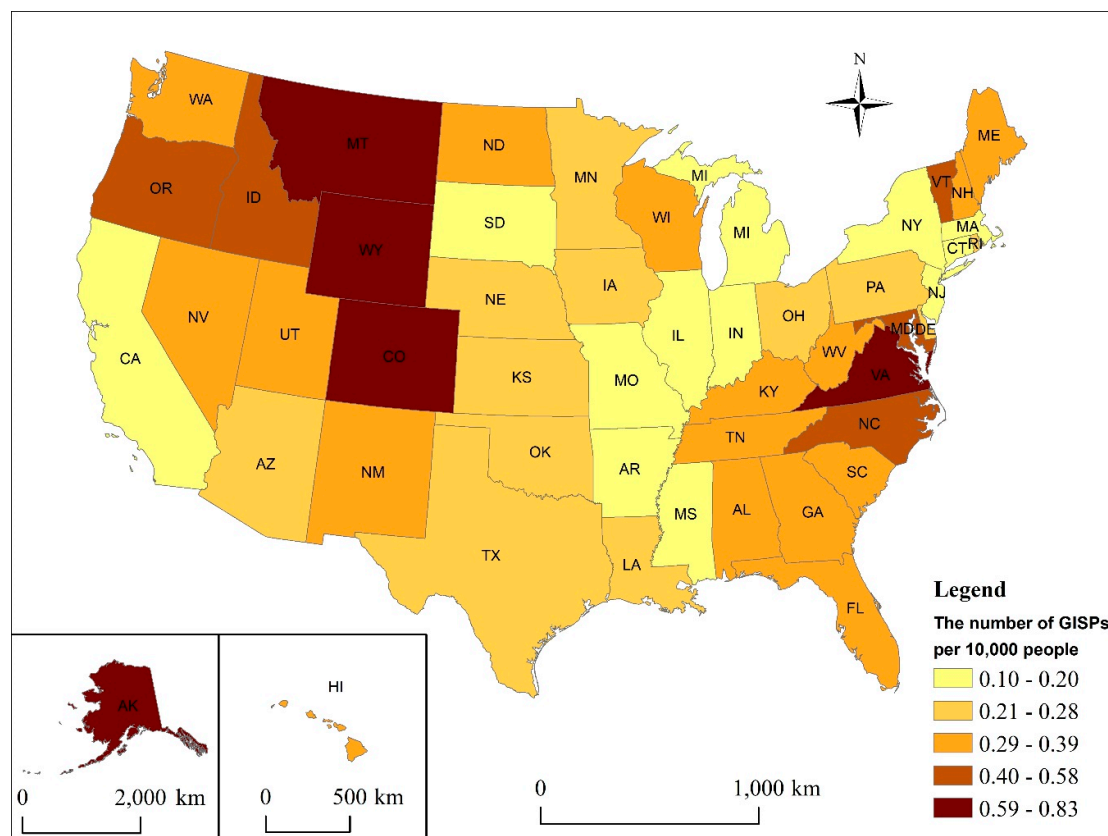 N
WA
MT
ND
ME
MN
OR
ID
VT
NH
MI
WI
SD
NY
MA
MI
WY
CT
RI
IA
PA
NJ
NE
OH
NV
UT
IL
IN
MD
DE
CA
CO
WV
VA
KS
MO
KY
NC
TN
OK
AZ
NM
AR
SC
MS
AL
GA
TX
LA
FL
Legend
The number of GISPs
per 10,000 people
0.10 - 0.20
0.21 - 0.28
0.29 - 0.39
0.40 - 0.58
0.59 - 0.83
HI
AK
0 2,000 km
0 500 km
0 1,000 km